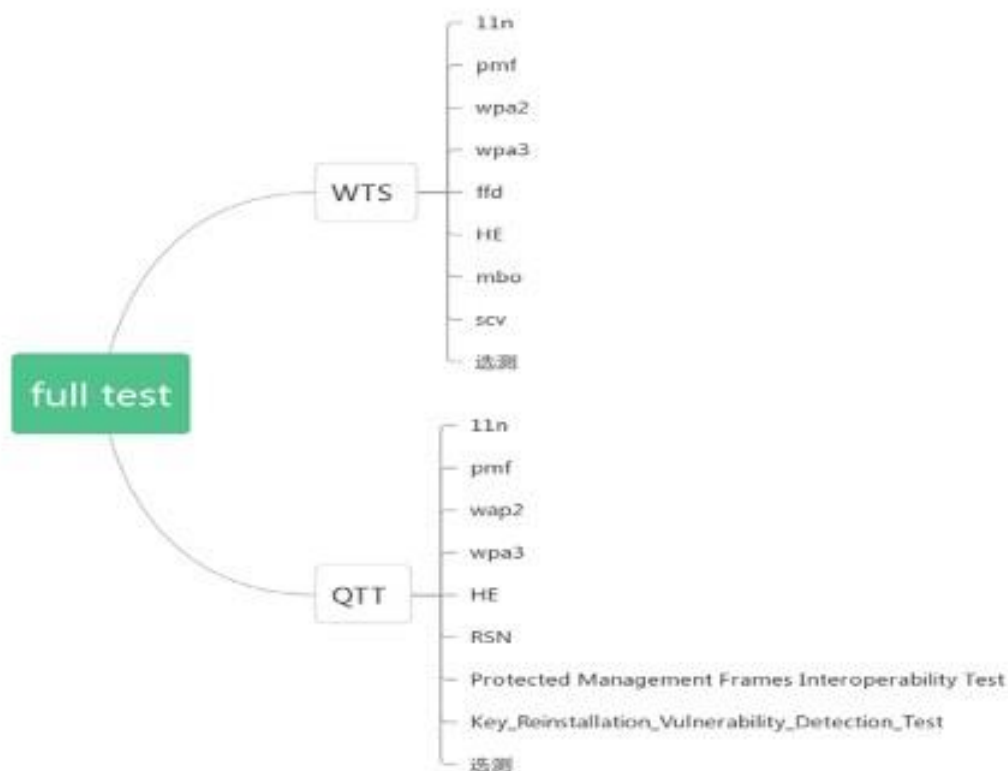 full test
WTS
11n
pmf
wpa2
wpa3
ffd
HE
mbo
scv
选测
QTT
11n
pmf
wap2
wpa3
HE
RSN
Protected Management Frames Interoperability Test
Key_Reinstallation_Vulnerability_Detection_Test
选测